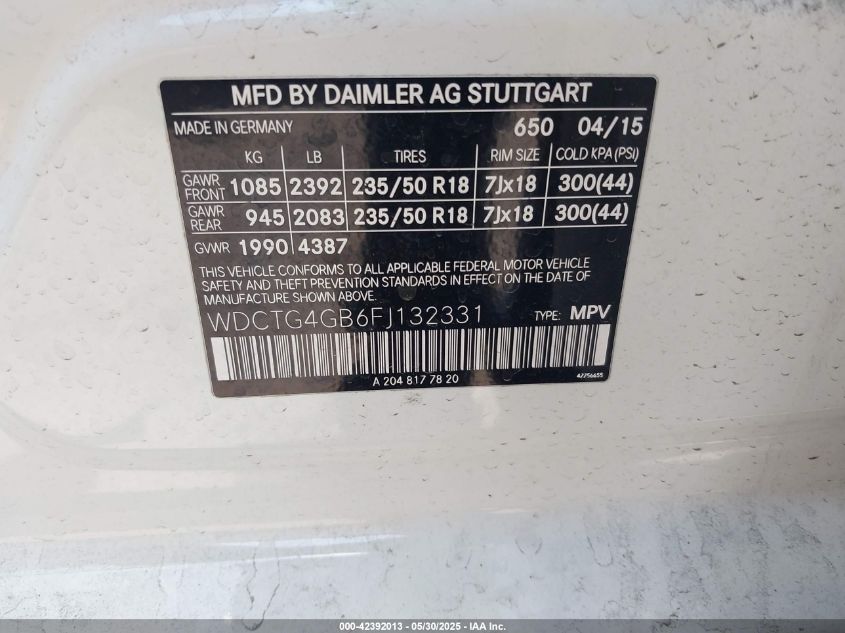 MFD BY DAIMLER AG STUTTGART
MADE IN GERMANY 650 04/15
KG LB TIRES RIM SIZE COLD KPA (PSI)
GAWR FRONT 1085 2392 235/50 R18 7Jx18 300(44)
GAWR REAR 945 2083 235/50 R18 7Jx18 300(44)
GVWR 1990 4387
THIS VEHICLE CONFORMS TO ALL APPLICABLE FEDERAL MOTOR VEHICLE
SAFETY AND THEFT PREVENTION STANDARDS IN EFFECT ON THE DATE OF
MANUFACTURE SHOWN ABOVE.
WDCTG4GB6FJ132331 TYPE: MPV
A 204 817 78 20 42756655
000-42392013 - 05/30/2025 - IAA Inc.